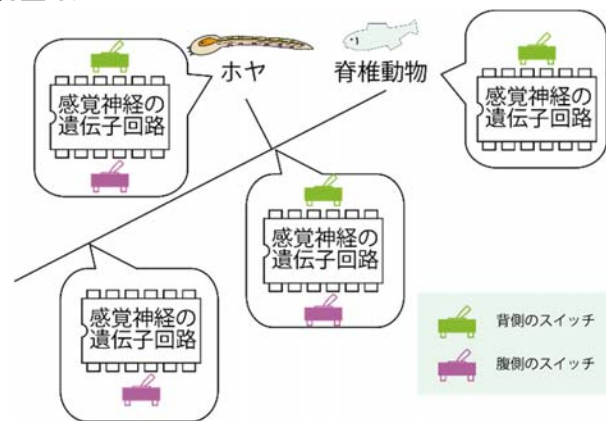 ホヤ
脊椎動物
感覚神経の
遺伝子回路
感覚神経の
遺伝子回路
感覚神経の
遺伝子回路
感覚神経の
遺伝子回路
背側のスイッチ
腹側のスイッチ